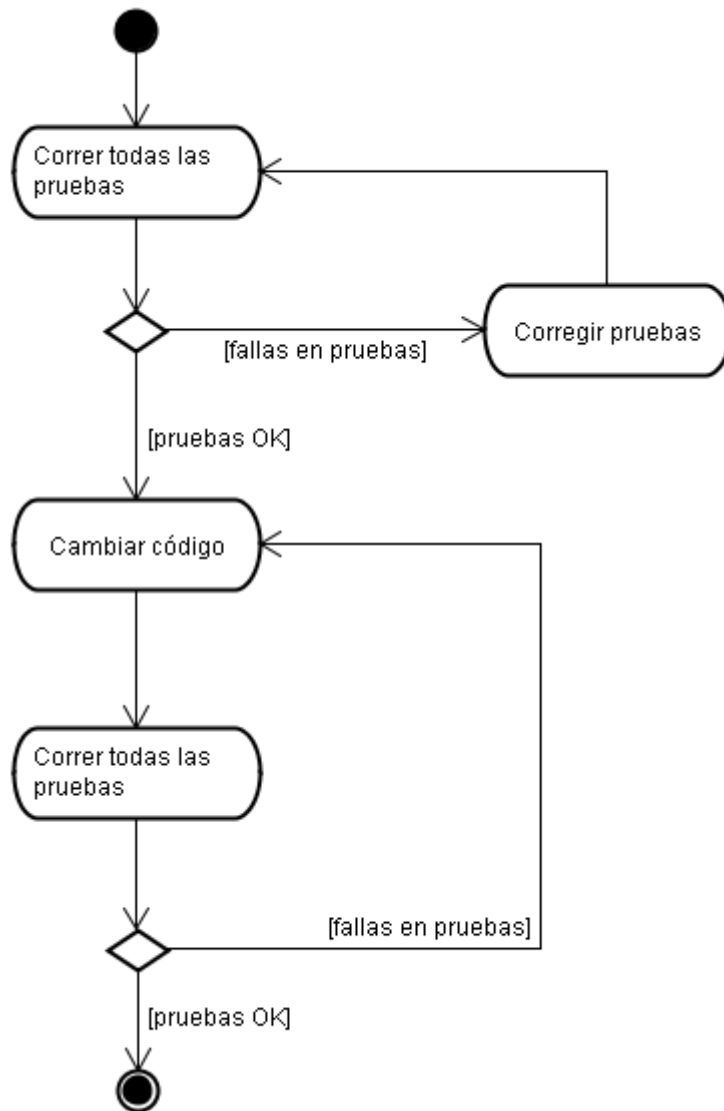 Correr todas las
pruebas
[fallas en pruebas]
Corregir pruebas
[pruebas OK]
Cambiar código
Correr todas las
pruebas
[fallas en pruebas]
[pruebas OK]